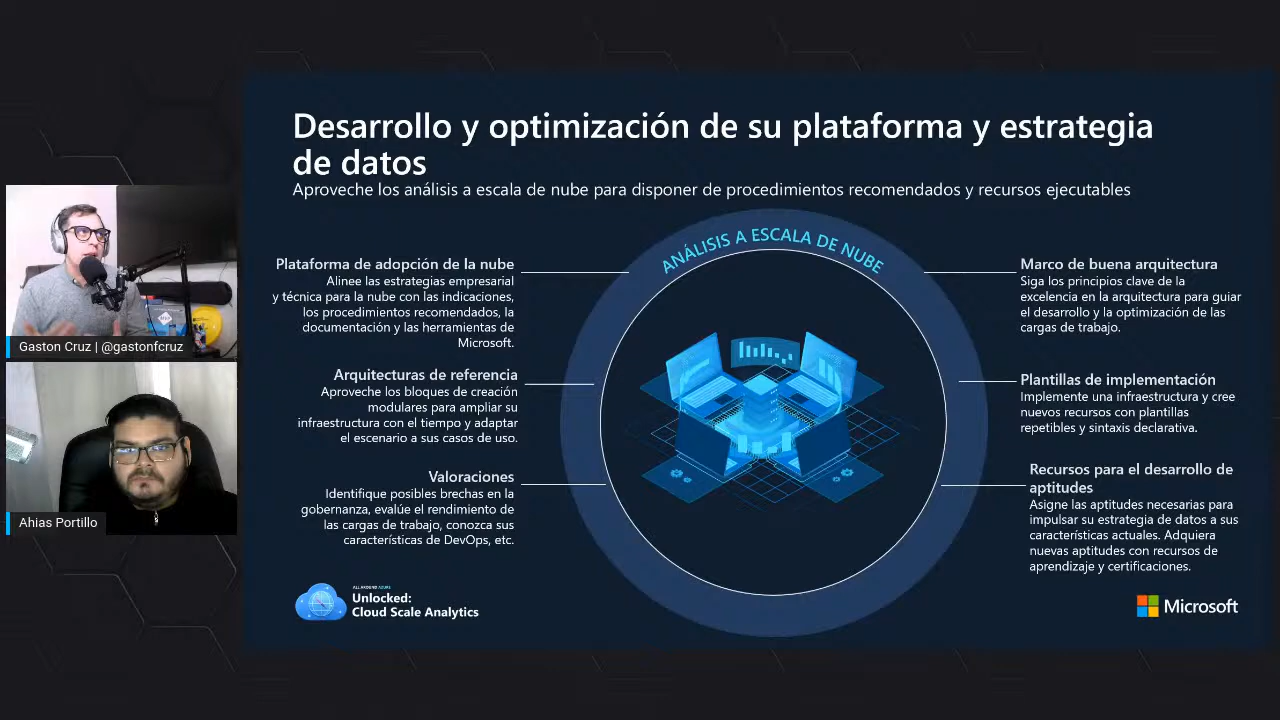 Desarrollo y optimización de su plataforma y estrategia
de datos
Aproveche los análisis a escala de nube para disponer de procedimientos recomendados y recursos ejecutables
ANÁLISIS A ESCALA DE NUBE
Plataforma de adopción de la nube
Alinee las estrategias empresarial
y técnica para la nube con las indicaciones,
los procedimientos recomendados, la
documentación y las herramientas de
Microsoft.
Arquitecturas de referencia
Aproveche los bloques de creación
modulares para ampliar su
infraestructura con el tiempo y adaptar
el escenario a sus casos de uso.
Valoraciones
Identifique posibles brechas en la
gobernanza, evalúe el rendimiento de
las cargas de trabajo, conozca sus
características de DevOps, etc.
Marco de buena arquitectura
Siga los principios clave de la
excelencia en la arquitectura para guiar
el desarrollo y la optimización de las
cargas de trabajo.
Plantillas de implementación
Implemente una infraestructura y cree
nuevos recursos con plantillas
repetibles y sintaxis declarativa.
Recursos para el desarrollo de
aptitudes
Asigne las aptitudes necesarias para
impulsar su estrategia de datos a sus
características actuales. Adquiera
nuevas aptitudes con recursos de
aprendizaje y certificaciones.
Gaston Cruz | @gastonfcruz
Ahias Portillo
ALL AROUND AZURE
Unlocked:
Cloud Scale Analytics
Microsoft